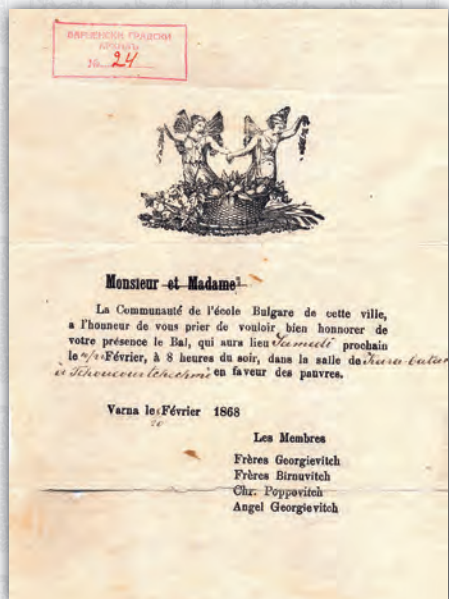 ВАРНЕНСКИ ГРАДСКИ
№ 24
Monsieur et Madame
La Communauté de l'école Bulgare de cette ville,
a l'honneur de vous prier de vouloir bien honnorer de
votre présence le Bal, qui aura lieu Samedi prochain
le Février, à 8 heures du soir, dans la salle de
à en faveur des pauvres.
Varna le Février 1868
Les Membres
Frères Georgievitch
Frères Birnuvitch
Chr. Poppovitch
Angel Georgievitch